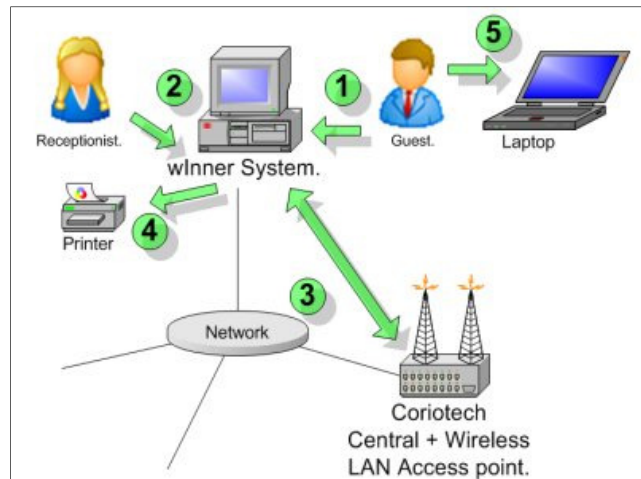 5
2
1
Receptionist.
Guest.
Laptop
wInner System.
4
Printer
3
Network
Coriotech
Central + Wireless
LAN Access point.